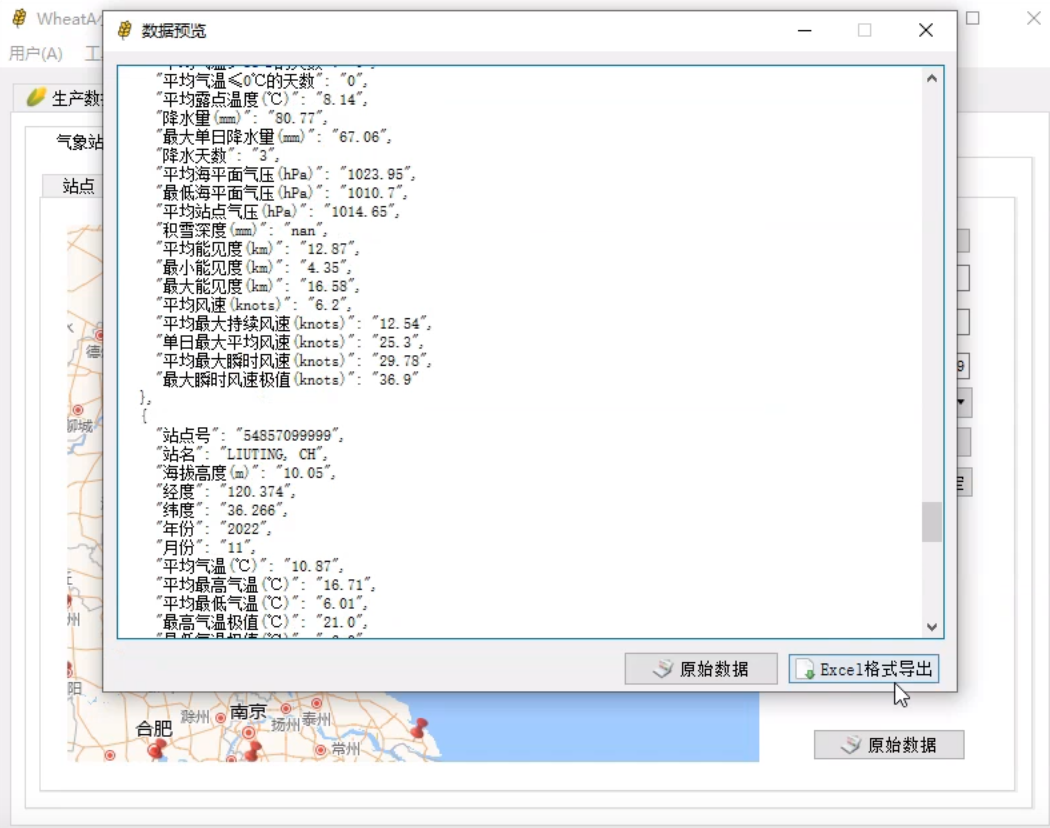 WheatA
数据预览
用户(A)
生产数
气象站
站点
"平均气温≤0℃的天数": "0",
"平均露点温度(℃)": "8.14",
"降水量(mm)": "80.77",
"最大单日降水量(mm)": "67.06",
"降水天数": "3",
"平均海平面气压(hPa)": "1023.95",
"最低海平面气压(hPa)": "1010.7",
"平均站点气压(hPa)": "1014.65",
"积雪深度(mm)": "nan",
"平均能见度(km)": "12.87",
"最小能见度(km)": "4.35",
"最大能见度(km)": "16.58",
"平均风速(knots)": "6.2",
"平均最大持续风速(knots)": "12.54",
"单日最大平均风速(knots)": "25.3",
"平均最大瞬时风速(knots)": "29.78",
"最大瞬时风速极值(knots)": "36.9"
},
{
"站点号": "54857099999",
"站名": "LIUTING, CH",
"海拔高度(m)": "10.05",
"经度": "120.374",
"纬度": "36.266",
"年份": "2022",
"月份": "11",
"平均气温(℃)": "10.87",
"平均最高气温(℃)": "16.71",
"平均最低气温(℃)": "6.01",
"最高气温极值(℃)": "21.0",
原始数据
Excel格式导出
德
聊城
州
阳
合肥
滁州
南京
扬州
泰州
常州
原始数据